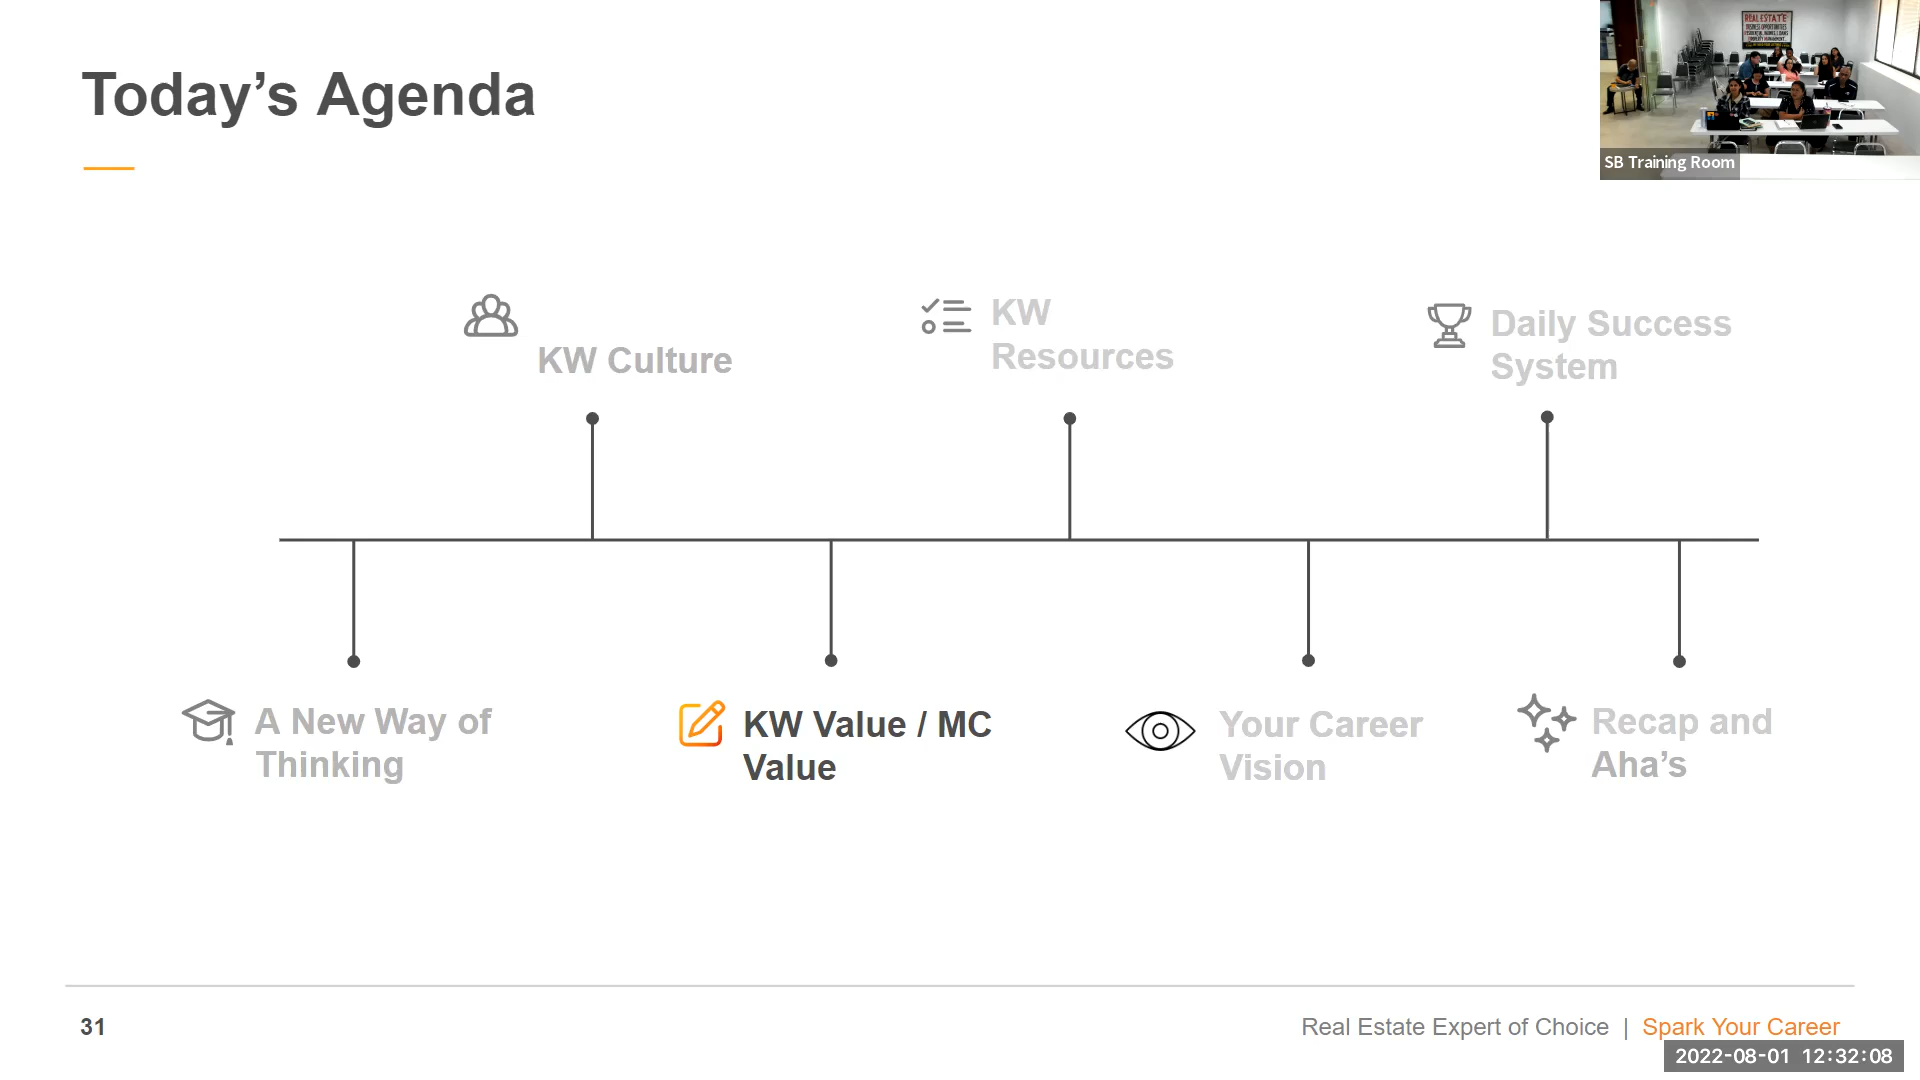 Today’s Agenda
REAL ESTATE
SB Training Room
KW Culture
KW
Resources
Daily Success
System
A New Way of
Thinking
KW Value / MC
Value
Your Career
Vision
Recap and
Aha’s
31
Real Estate Expert of Choice | Spark Your Career
2022-08-01 12:32:08